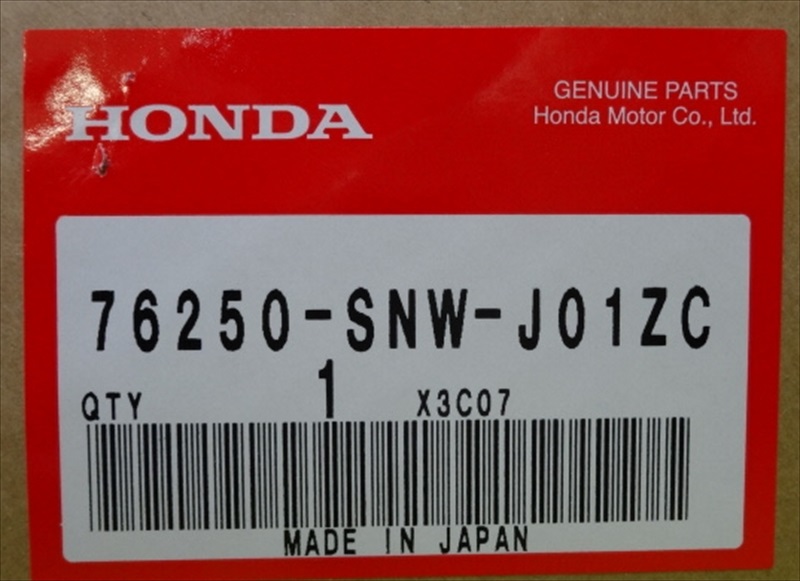 HONDA
GENUINE PARTS
Honda Motor Co., Ltd.
76250-SNW-J01ZC
QTY 1 X3C07
MADE IN JAPAN